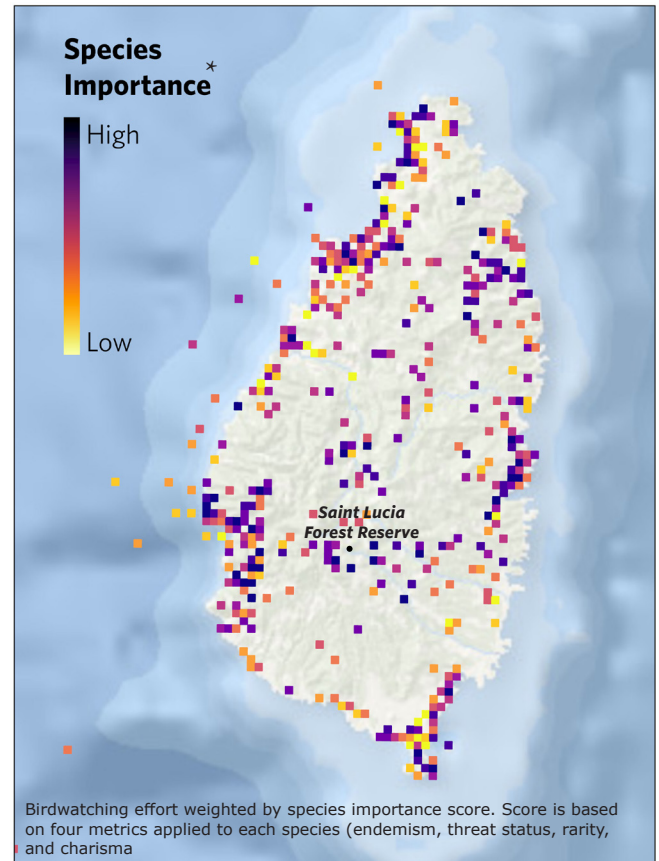 Species
Importance*
High
Low
Saint Lucia
Forest Reserve
Birdwatching effort weighted by species importance score. Score is based
on four metrics applied to each species (endemism, threat status, rarity,
and charisma